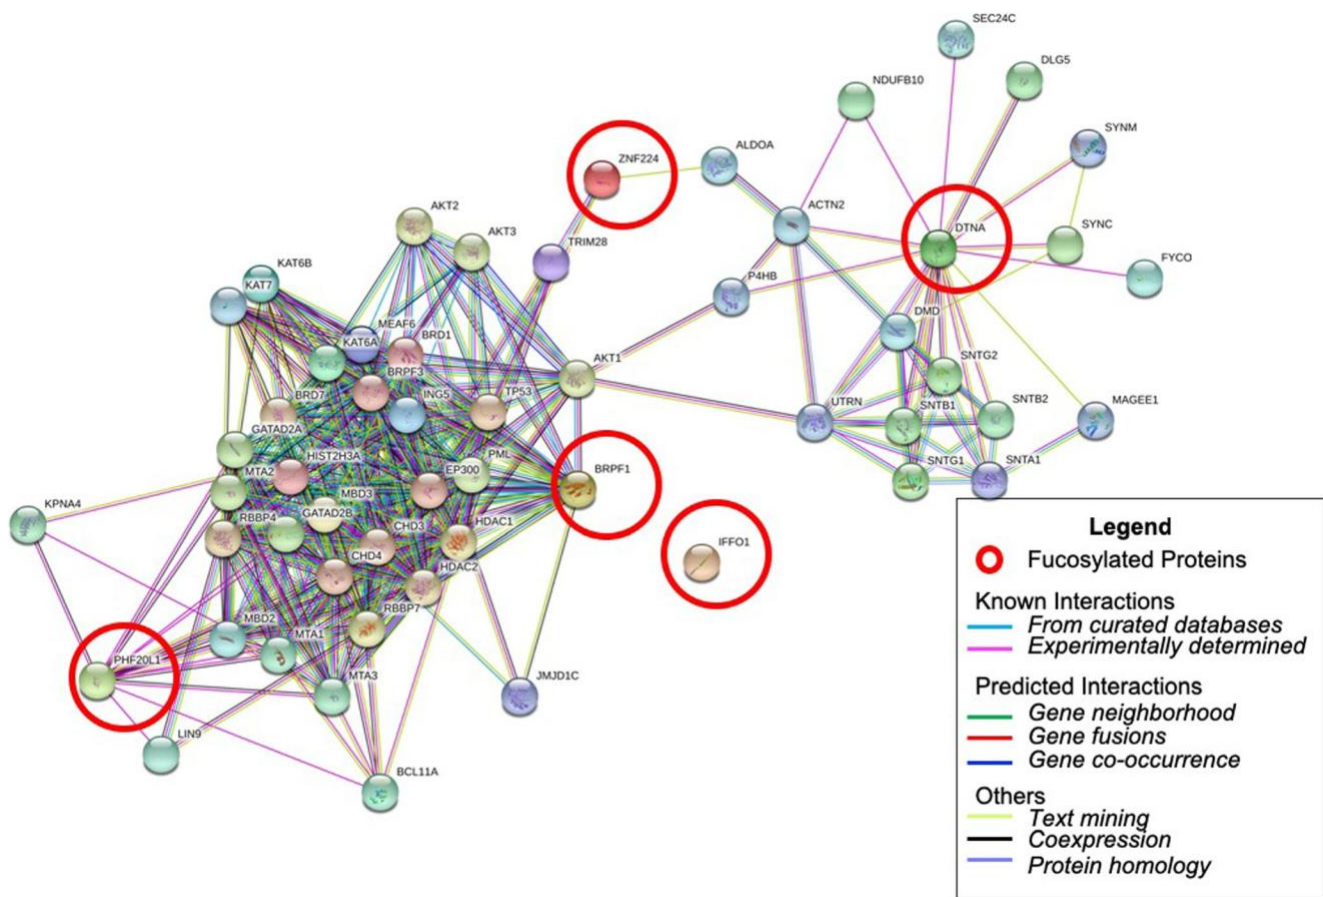 SEC24C
DLG5
NDUFB10
SYNM
ZNF224
ALDOA
AKT2
ACTN2
DTNA
AKT3
SYNC
TRIM28
FYCO
KAT6B
P4HB
KAT7
MEAF6
DMD
BRD1
KAT6A
AKT1
SNTG2
BRPF3
BRD7
ING5
TP53
UTRN
SNTB1
SNTB2
MAGEE1
GATAD2A
HIST2H3A
PML
MTA2
EP300
BRPF1
SNTG1
SNTA1
MBD3
KPNA4
GATAD2B
RBBP4
CHD3
HDAC1
IFFO1
CHD4
HDAC2
RBBP7
MBD2
MTA1
PHF20L1
MTA3
JMJD1C
LIN9
BCL11A
Legend
Fucosylated Proteins
Known Interactions
From curated databases
Experimentally determined
Predicted Interactions
Gene neighborhood
Gene fusions
Gene co-occurrence
Others
Text mining
Coexpression
Protein homology